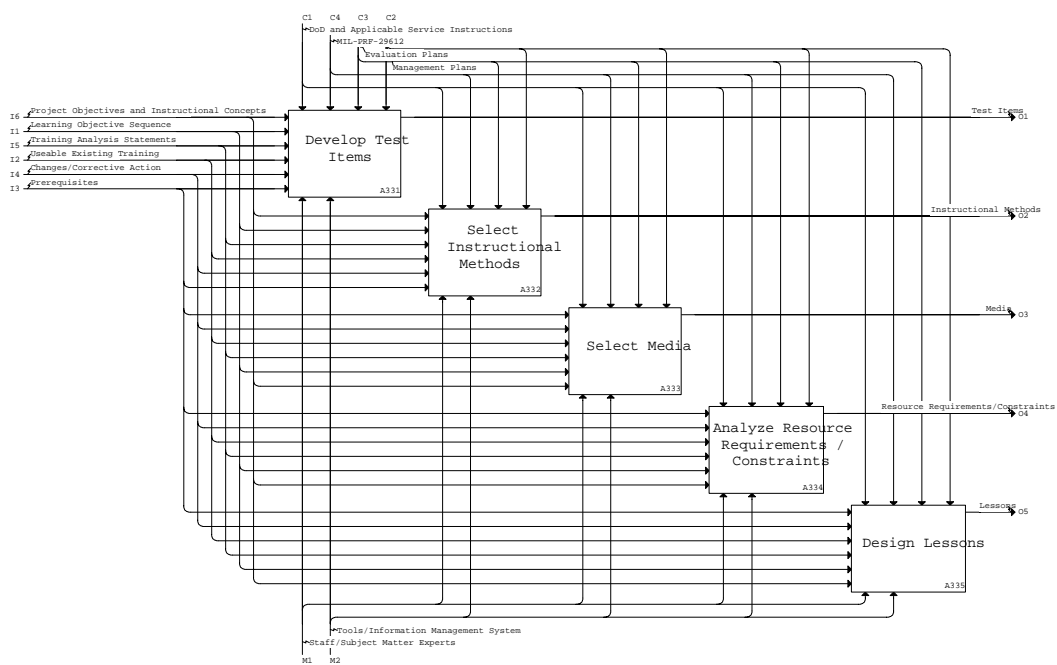 C1 C4 C3 C2
DoD and Applicable Service Instructions
MIL-PRF-29612
Evaluation Plans
Management Plans
I6 Project Objectives and Instructional Concepts
I1 Learning Objective Sequence
I5 Training Analysis Statements
I2 Useable Existing Training
I4 Changes/Corrective Action
I3 Prerequisites
Develop Test
Items
A331
Test Items O1
Select
Instructional
Methods
A332
Instructional Methods O2
Select Media
A333
Media O3
Analyze Resource
Requirements /
Constraints
A334
Resource Requirements/Constraints O4
Design Lessons
A335
Lessons O5
Tools/Information Management System
Staff/Subject Matter Experts
M1 M2